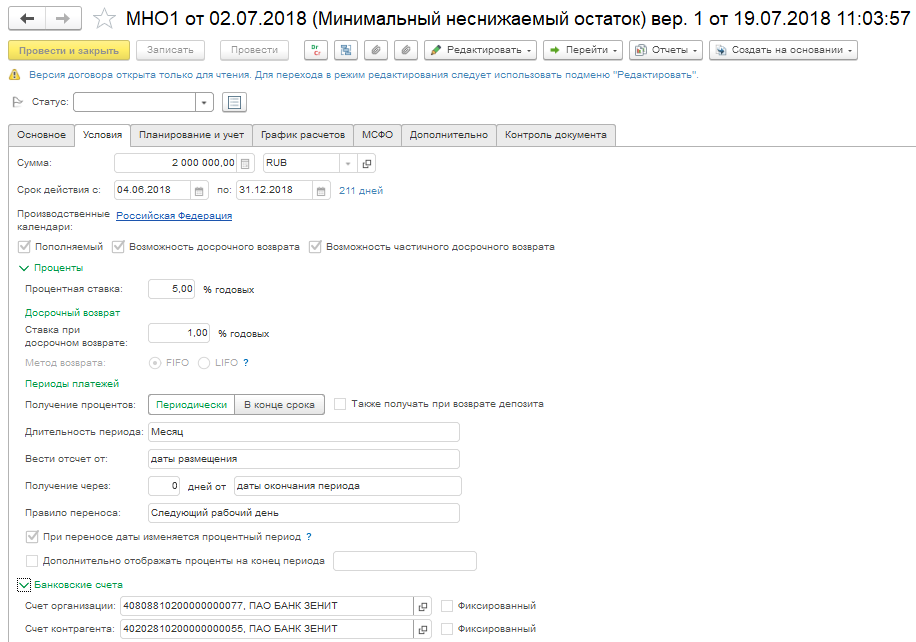 МНО1 от 02.07.2018 (Минимальный неснижаемый остаток) вер. 1 от 19.07.2018 11:03:57
Провести и закрыть Записать Провести Dr Cr Редактировать Перейти Отчеты Создать на основании
Версия договора открыта только для чтения. Для перехода в режим редактирования следует использовать подменю "Редактировать".
Статус:
Основное Условия Планирование и учет График расчетов МСФО Дополнительно Контроль документа
Сумма: 2 000 000,00 RUB
Срок действия с: 04.06.2018 по: 31.12.2018 211 дней
Производственные календари: Российская Федерация
Пополняемый Возможность досрочного возврата Возможность частичного досрочного возврата
Проценты
Процентная ставка: 5,00 % годовых
Досрочный возврат
Ставка при досрочном возврате: 1,00 % годовых
Метод возврата: FIFO LIFO ?
Периоды платежей
Получение процентов: Периодически В конце срока Также получать при возврате депозита
Длительность периода: Месяц
Вести отсчет от: даты размещения
Получение через: 0 дней от даты окончания периода
Правило переноса: Следующий рабочий день
При переносе даты изменяется процентный период ?
Дополнительно отображать проценты на конец периода
Банковские счета
Счет организации: 40808810200000000077, ПАО БАНК ЗЕНИТ Фиксированный
Счет контрагента: 40202810200000000055, ПАО БАНК ЗЕНИТ Фиксированный